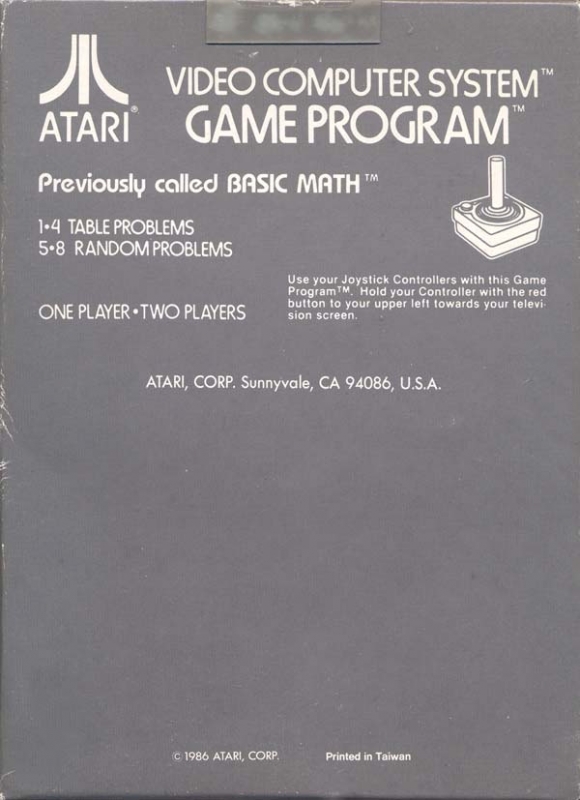 ATARI®
VIDEO COMPUTER SYSTEM™
GAME PROGRAM™
Previously called BASIC MATH™
1•4 TABLE PROBLEMS
5•8 RANDOM PROBLEMS
Use your Joystick Controllers with this Game
Program™. Hold your Controller with the red
button to your upper left towards your televi-
sion screen.
ONE PLAYER•TWO PLAYERS
ATARI, CORP. Sunnyvale, CA 94086, U.S.A.
© 1986 ATARI, CORP.
Printed in Taiwan